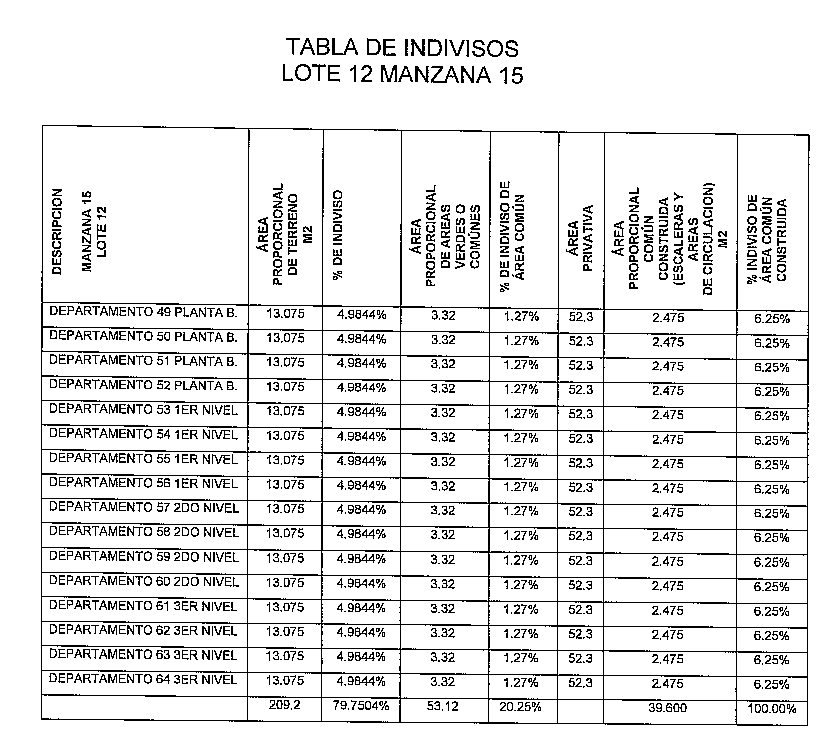 TABLA DE INDIVISOS
LOTE 12 MANZANA 15
DESCRIPCION MANZANA 15 LOTE 12 | ÁREA PROPORCIONAL DE TERRENO M2 | % DE INDIVISO | ÁREA PROPORCIONAL DE AREAS VERDES O COMÚNES | % DE INDIVISO DE ÁREA COMÚN | ÁREA PRIVATIVA | ÁREA PROPORCIONAL COMÚN CONSTRUIDA (ESCALERAS Y AREAS DE CIRCULACION) M2 | % INDIVISO DE ÁREA COMÚN CONSTRUIDA
DEPARTAMENTO 49 PLANTA B. 13.075 4.9844% 3.32 1.27% 52.3 2.475 6.25%
DEPARTAMENTO 50 PLANTA B. 13.075 4.9844% 3.32 1.27% 52.3 2.475 6.25%
DEPARTAMENTO 51 PLANTA B. 13.075 4.9844% 3.32 1.27% 52.3 2.475 6.25%
DEPARTAMENTO 52 PLANTA B. 13.075 4.9844% 3.32 1.27% 52.3 2.475 6.25%
DEPARTAMENTO 53 1ER NIVEL 13.075 4.9844% 3.32 1.27% 52.3 2.475 6.25%
DEPARTAMENTO 54 1ER NIVEL 13.075 4.9844% 3.32 1.27% 52.3 2.475 6.25%
DEPARTAMENTO 55 1ER NIVEL 13.075 4.9844% 3.32 1.27% 52.3 2.475 6.25%
DEPARTAMENTO 56 1ER NIVEL 13.075 4.9844% 3.32 1.27% 52.3 2.475 6.25%
DEPARTAMENTO 57 2DO NIVEL 13.075 4.9844% 3.32 1.27% 52.3 2.475 6.25%
DEPARTAMENTO 58 2DO NIVEL 13.075 4.9844% 3.32 1.27% 52.3 2.475 6.25%
DEPARTAMENTO 59 2DO NIVEL 13.075 4.9844% 3.32 1.27% 52.3 2.475 6.25%
DEPARTAMENTO 60 2DO NIVEL 13.075 4.9844% 3.32 1.27% 52.3 2.475 6.25%
DEPARTAMENTO 61 3ER NIVEL 13.075 4.9844% 3.32 1.27% 52.3 2.475 6.25%
DEPARTAMENTO 62 3ER NIVEL 13.075 4.9844% 3.32 1.27% 52.3 2.475 6.25%
DEPARTAMENTO 63 3ER NIVEL 13.075 4.9844% 3.32 1.27% 52.3 2.475 6.25%
DEPARTAMENTO 64 3ER NIVEL 13.075 4.9844% 3.32 1.27% 52.3 2.475 6.25%
209.2 79.7504% 53.12 20.25% 39.600 100.00%